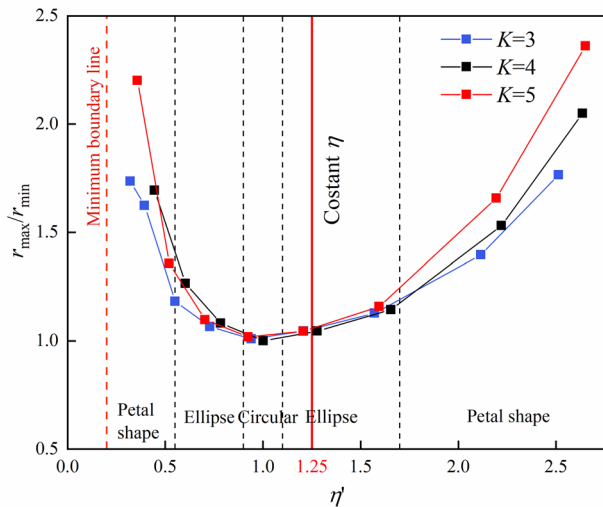 2.5
2.0
1.5
1.0
0.5
r_max/r_min
Minimum boundary line
K=3
K=4
K=5
Costant η
Petal
shape
Ellipse
Circular
Ellipse
Petal shape
0.0
0.5
1.0
1.25
1.5
2.0
2.5
η'